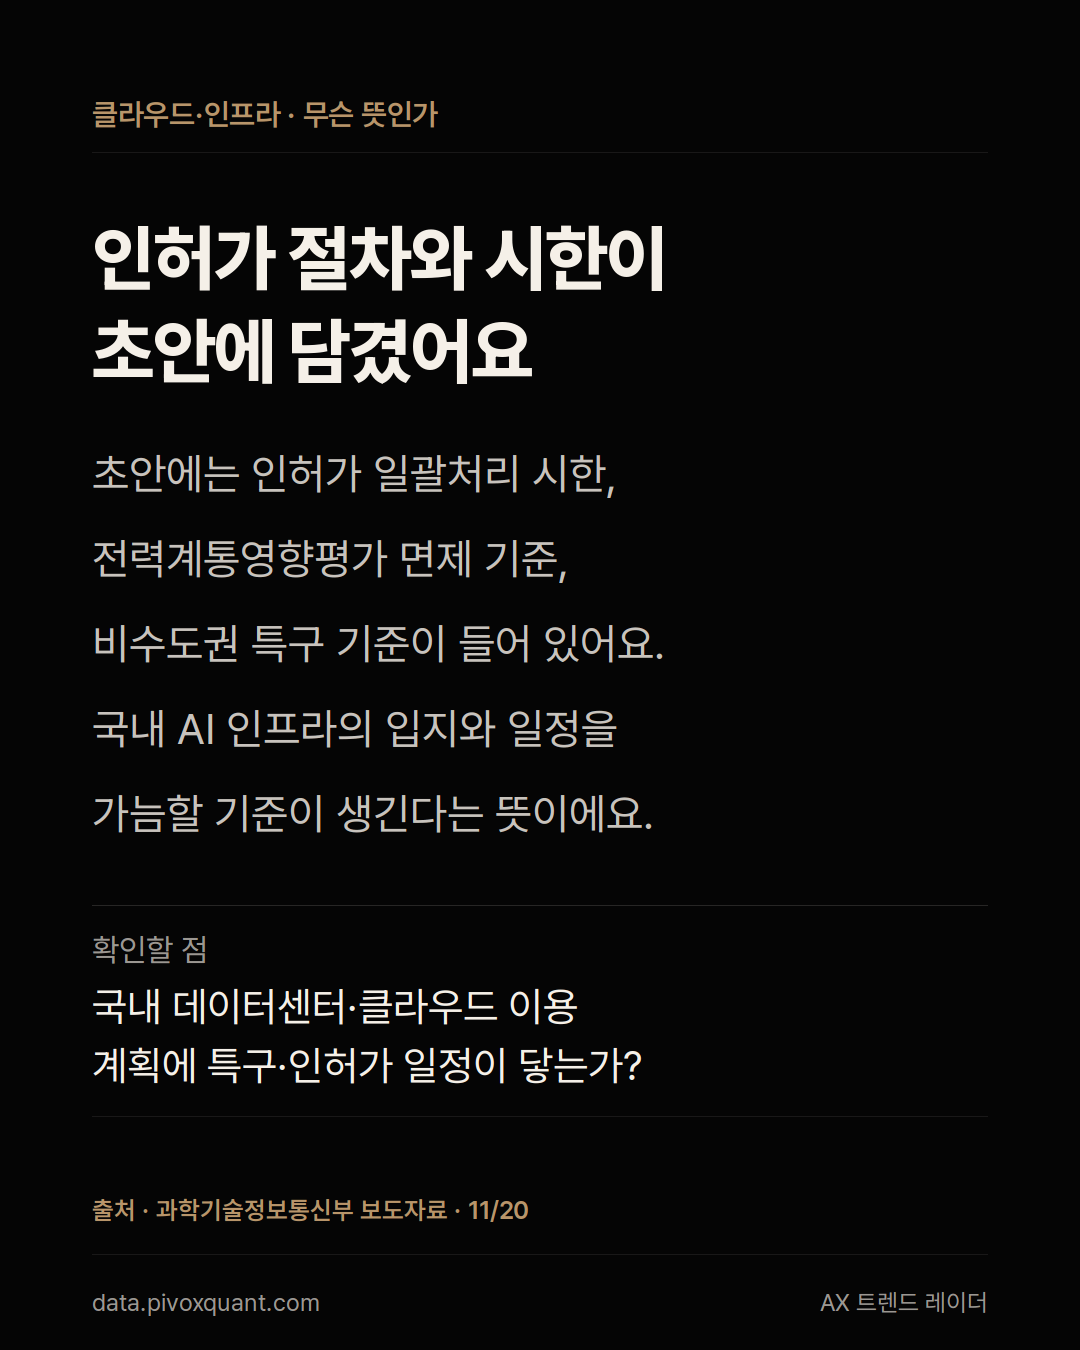 클라우드·인프라 · 무슨 뜻인가
인허가 절차와 시한이
초안에 담겼어요
초안에는 인허가 일괄처리 시한,
전력계통영향평가 면제 기준,
비수도권 특구 기준이 들어 있어요.
국내 AI 인프라의 입지와 일정을
가늠할 기준이 생긴다는 뜻이에요.
확인할 점
국내 데이터센터·클라우드 이용
계획에 특구·인허가 일정이 닿는가?
출처 · 과학기술정보통신부 보도자료 · 11/20
data.pivoxquant.com
AX 트렌드 레이더